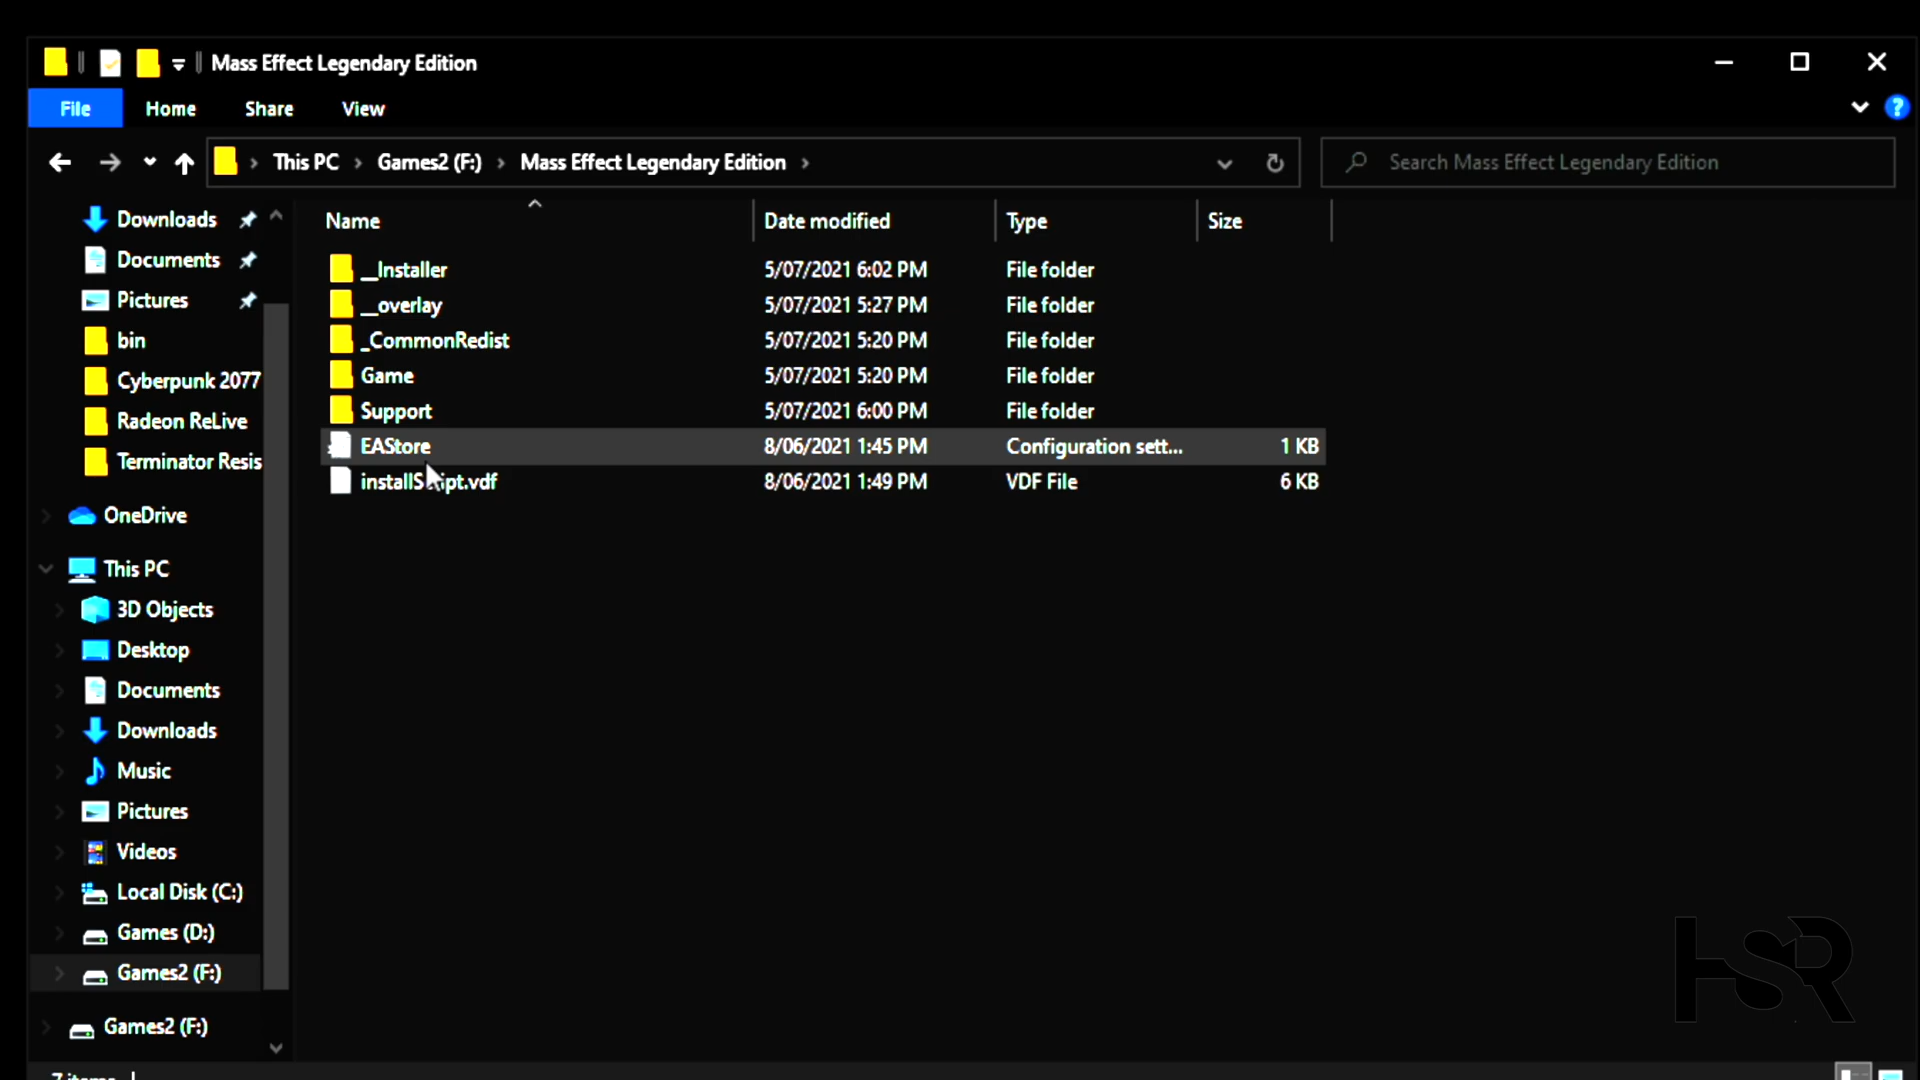 Mass Effect Legendary Edition
File Home Share View
This PC Games2 (F:) Mass Effect Legendary Edition
Search Mass Effect Legendary Edition
Downloads
Documents
Pictures
bin
Cyberpunk 2077
Radeon ReLive
Terminator Resis
OneDrive
This PC
3D Objects
Desktop
Documents
Downloads
Music
Pictures
Videos
Local Disk (C:)
Games (D:)
Games2 (F:)
Games2 (F:)
Name Date modified Type Size
__Installer 5/07/2021 6:02 PM File folder
__overlay 5/07/2021 5:27 PM File folder
_CommonRedist 5/07/2021 5:20 PM File folder
Game 5/07/2021 5:20 PM File folder
Support 5/07/2021 6:00 PM File folder
EAStore 8/06/2021 1:45 PM Configuration sett... 1 KB
installScript.vdf 8/06/2021 1:49 PM VDF File 6 KB
7 items
HSR